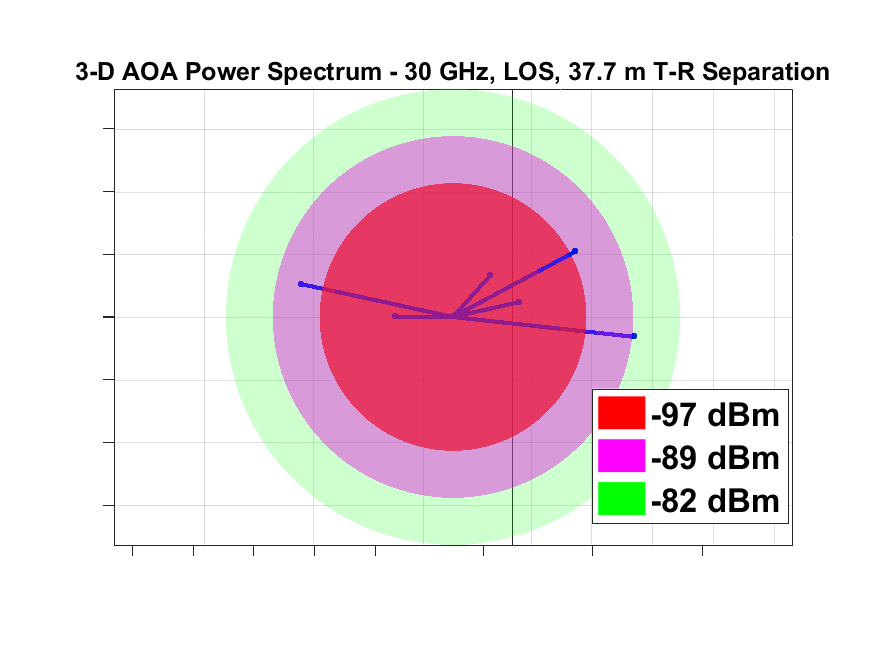 3-D AOA Power Spectrum - 30 GHz, LOS, 37.7 m T-R Separation
-97 dBm
-89 dBm
-82 dBm